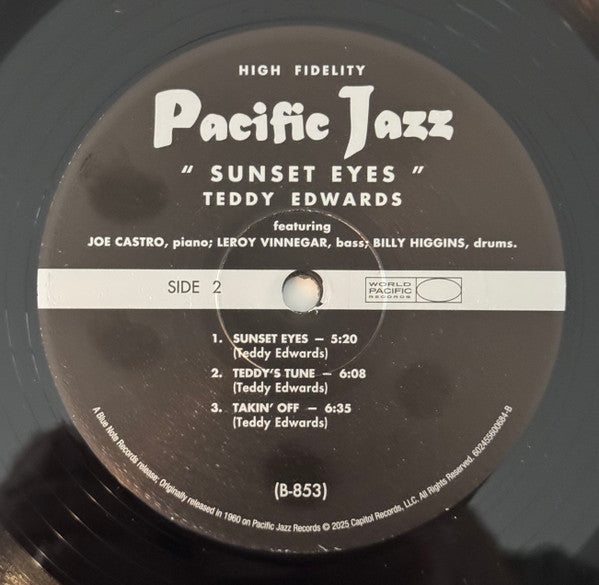 HIGH FIDELITY
Pacific Jazz
" SUNSET EYES "
TEDDY EDWARDS
featuring
JOE CASTRO, piano; LEROY VINNEGAR, bass; BILLY HIGGINS, drums.
SIDE 2
WORLD
PACIFIC
RECORDS
1. SUNSET EYES – 5:20
(Teddy Edwards)
2. TEDDY'S TUNE – 6:08
(Teddy Edwards)
3. TAKIN' OFF – 6:35
(Teddy Edwards)
(B-853)
A Blue Note Records release; Originally released in 1960 on Pacific Jazz Records © 2025 Capitol Records, LLC. All Rights Reserved. 602455600684-B